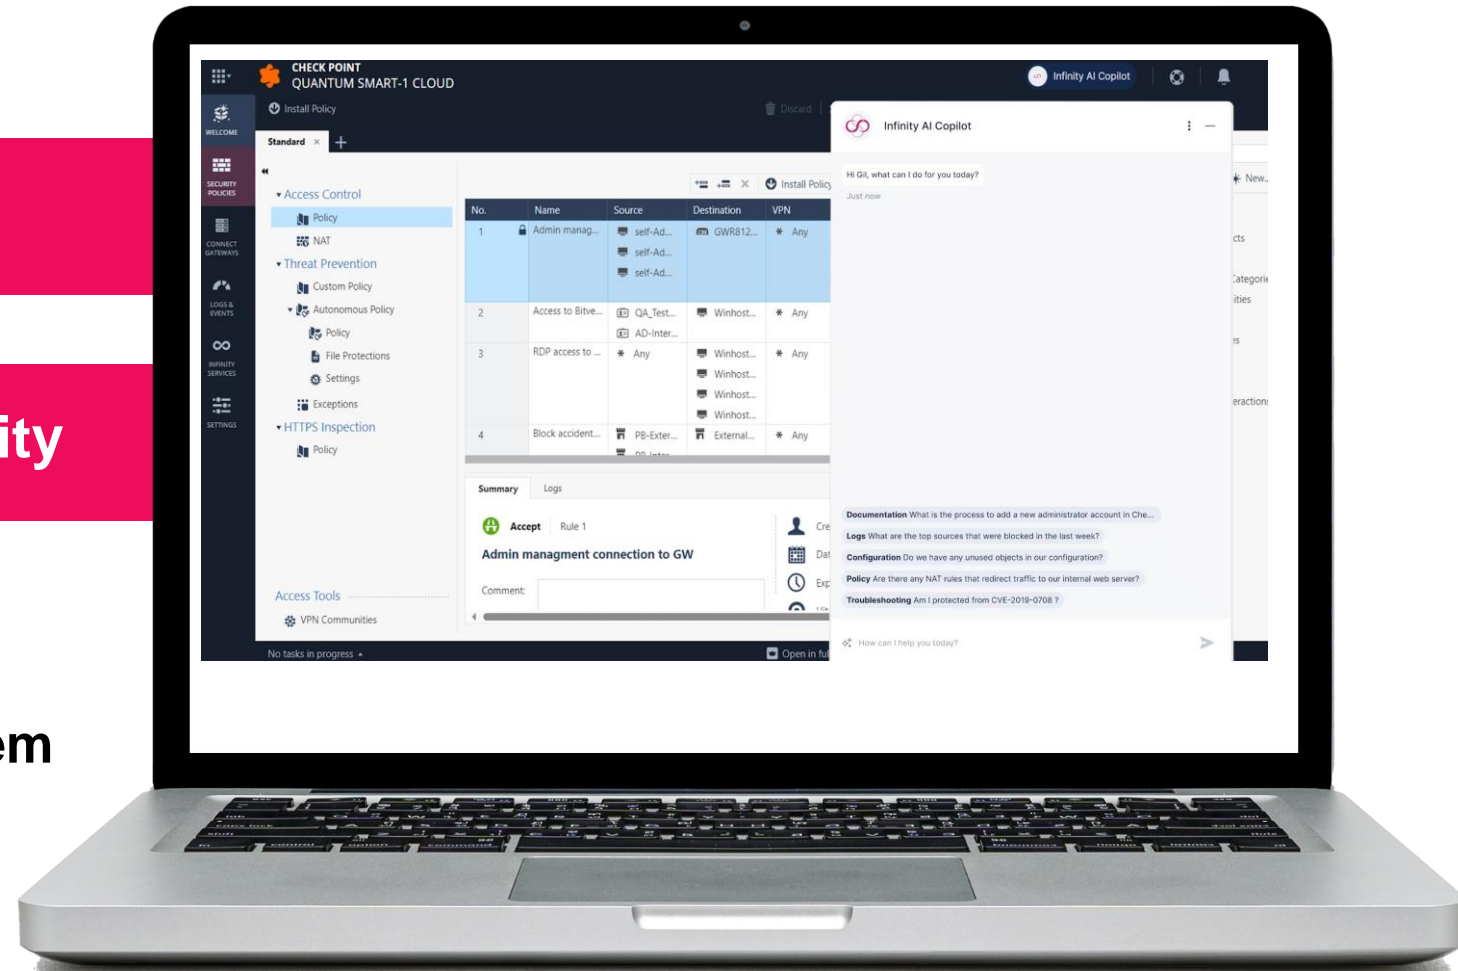 CHECK POINT
QUANTUM SMART-1 CLOUD
Infinity AI Copilot
Install Policy
Discard
WELCOME
SECURITY
POLICIES
CONNECT
GATEWAYS
LOGS &
EVENTS
INFINITY
SERVICES
SETTINGS
Standard
Access Control
Policy
NAT
Threat Prevention
Custom Policy
Autonomous Policy
Policy
File Protections
Settings
Exceptions
HTTPS Inspection
Policy
Access Tools
VPN Communities
No tasks in progress
Install Policy
No. Name Source Destination VPN
1 Admin manag... self-Ad... GWR812... * Any
self-Ad...
self-Ad...
2 Access to Bitve... QA_Test... Winhost... * Any
AD-Inter...
3 RDP access to ... * Any Winhost... * Any
Winhost...
Winhost...
Winhost...
4 Block accident... PB-Exter... External... * Any
Summary Logs
Accept Rule 1
Admin managment connection to GW
Comment:
Cre
Dat
Exp
Open in full
Infinity AI Copilot
Hi Gil, what can I do for you today?
Just now
Documentation What is the process to add a new administrator account in Che...
Logs What are the top sources that were blocked in the last week?
Configuration Do we have any unused objects in our configuration?
Policy Are there any NAT rules that redirect traffic to our internal web server?
Troubleshooting Am I protected from CVE-2019-0708 ?
How can I help you today?
New..
cts
Categorie
ities
es
eractions
ity
em